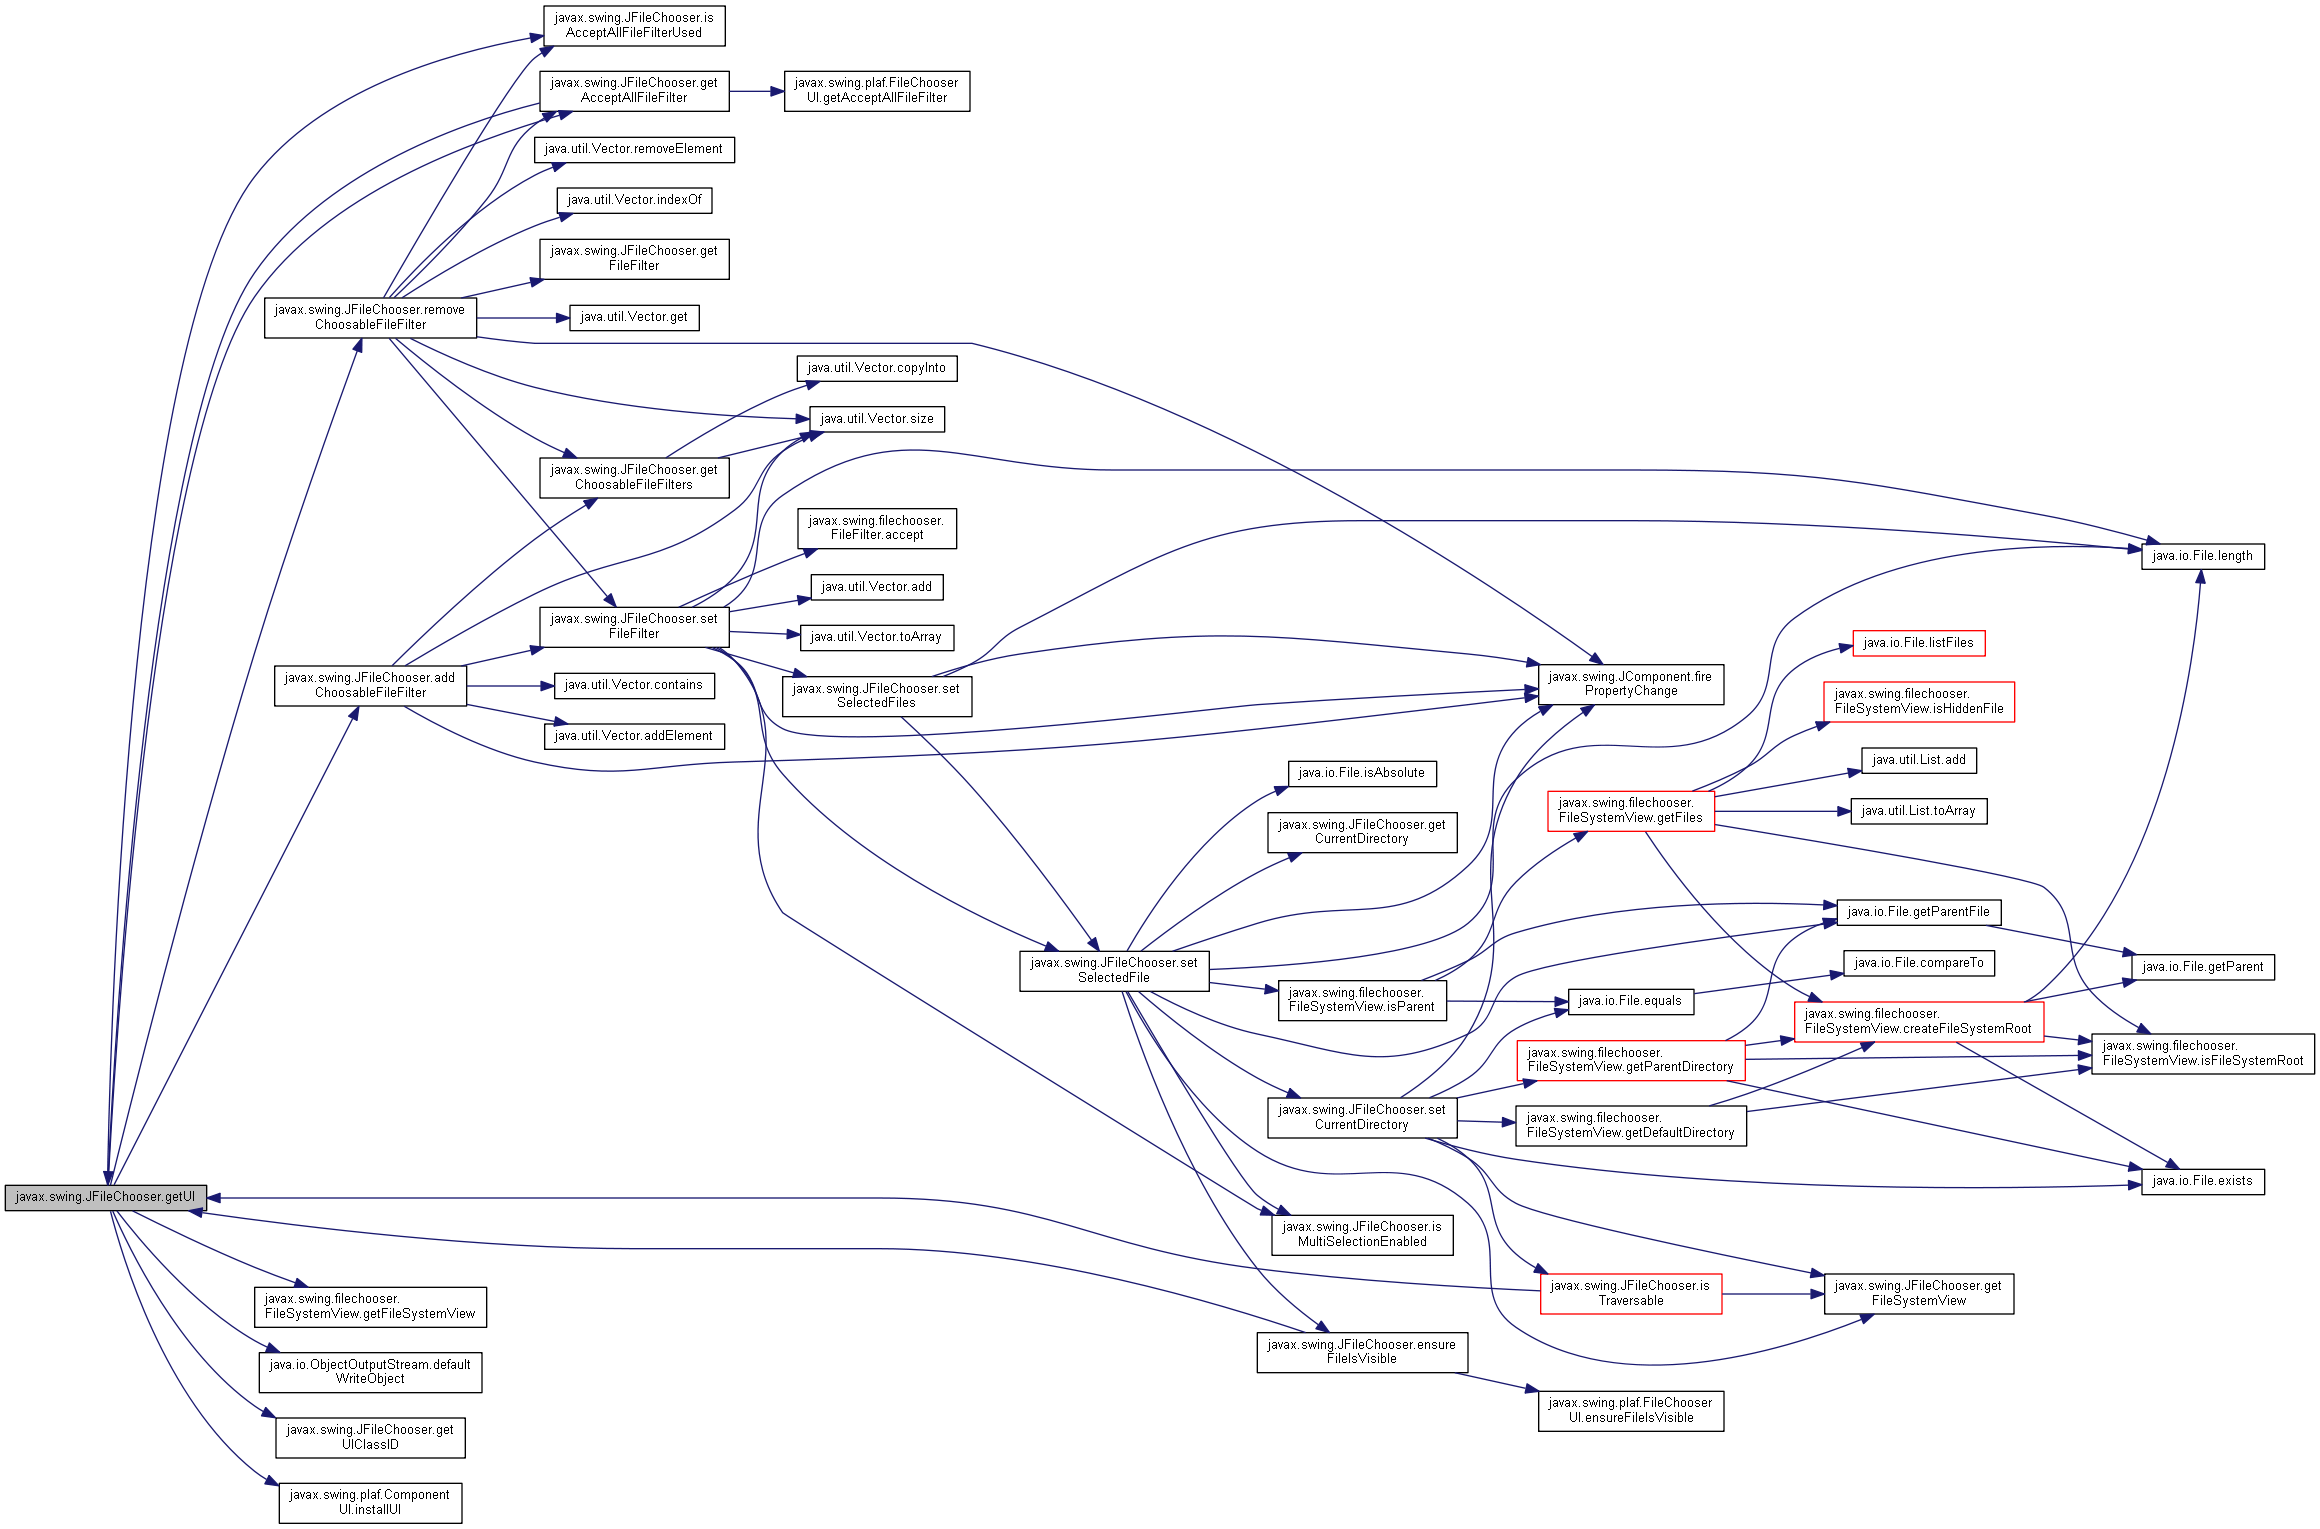 javax.swing.JFileChooser.is
AcceptAllFileFilterUsed
javax.swing.JFileChooser.get
AcceptAllFileFilter
javax.swing.plaf.FileChooser
UI.getAcceptAllFileFilter
java.util.Vector.removeElement
java.util.Vector.indexOf
javax.swing.JFileChooser.get
FileFilter
javax.swing.JFileChooser.remove
ChoosableFileFilter
java.util.Vector.get
java.util.Vector.copyInto
java.util.Vector.size
javax.swing.JFileChooser.get
ChoosableFileFilters
javax.swing.filechooser.
FileFilter.accept
java.io.File.length
java.util.Vector.add
javax.swing.JFileChooser.set
FileFilter
java.util.Vector.toArray
java.io.File.listFiles
javax.swing.JFileChooser.add
ChoosableFileFilter
java.util.Vector.contains
javax.swing.JFileChooser.set
SelectedFiles
javax.swing.JComponent.fire
PropertyChange
javax.swing.filechooser.
FileSystemView.isHiddenFile
java.util.Vector.addElement
java.io.File.isAbsolute
java.util.List.add
javax.swing.filechooser.
FileSystemView.getFiles
java.util.List.toArray
javax.swing.JFileChooser.get
CurrentDirectory
java.io.File.getParentFile
javax.swing.JFileChooser.set
SelectedFile
java.io.File.compareTo
java.io.File.getParent
javax.swing.filechooser.
FileSystemView.isParent
java.io.File.equals
javax.swing.filechooser.
FileSystemView.createFileSystemRoot
javax.swing.filechooser.
FileSystemView.getParentDirectory
javax.swing.filechooser.
FileSystemView.isFileSystemRoot
javax.swing.JFileChooser.set
CurrentDirectory
javax.swing.filechooser.
FileSystemView.getDefaultDirectory
java.io.File.exists
javax.swing.JFileChooser.getUI
javax.swing.JFileChooser.is
MultiSelectionEnabled
javax.swing.filechooser.
FileSystemView.getFileSystemView
javax.swing.JFileChooser.is
Traversable
javax.swing.JFileChooser.get
FileSystemView
java.io.ObjectOutputStream.default
WriteObject
javax.swing.JFileChooser.ensure
FileIsVisible
javax.swing.plaf.FileChooser
UI.ensureFileIsVisible
javax.swing.JFileChooser.get
UIClassID
javax.swing.plaf.Component
UI.installUI